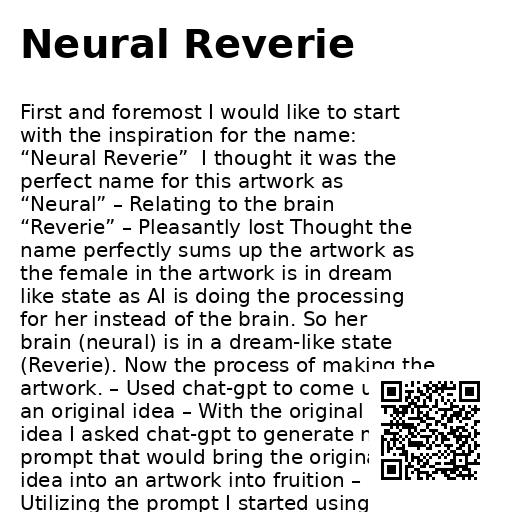 Neural Reverie
First and foremost I would like to start
with the inspiration for the name:
“Neural Reverie”  I thought it was the
perfect name for this artwork as
“Neural” – Relating to the brain
“Reverie” – Pleasantly lost Thought the
name perfectly sums up the artwork as
the female in the artwork is in dream
like state as AI is doing the processing
for her instead of the brain. So her
brain (neural) is in a dream-like state
(Reverie). Now the process of making the
artwork. – Used chat-gpt to come
an original idea – With the original
idea I asked chat-gpt to generate
prompt that would bring the
idea into an artwork into fruition –
Utilizing the prompt I started using